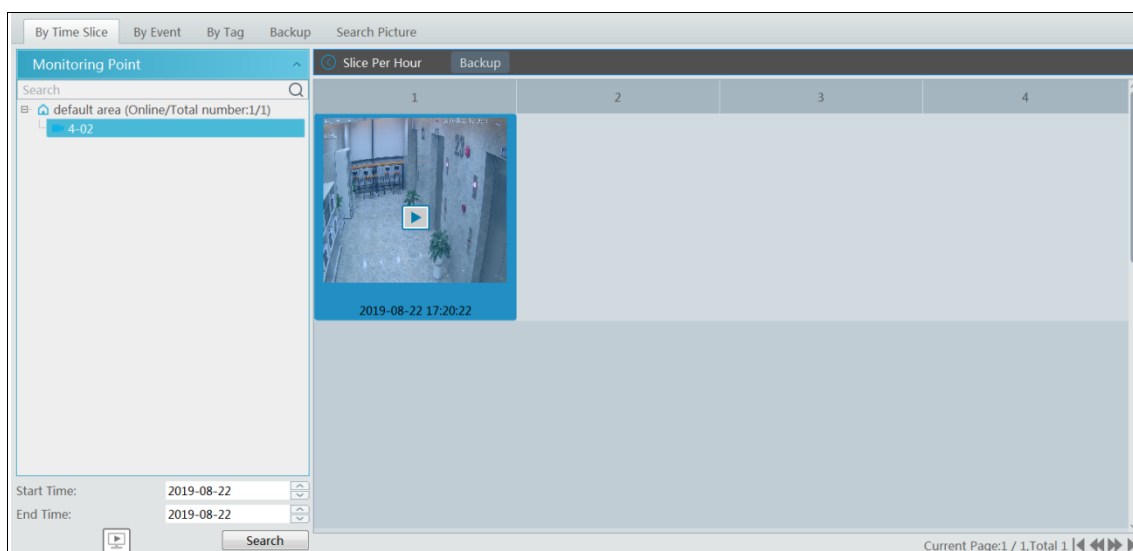 By Time Slice By Event By Tag Backup Search Picture
Monitoring Point
Slice Per Hour Backup
Search
default area (Online/Total number:1/1)
4-02
1 2 3 4
2019-08-22 17:20:22
Start Time: 2019-08-22
End Time: 2019-08-22
Search
Current Page:1 / 1,Total 1